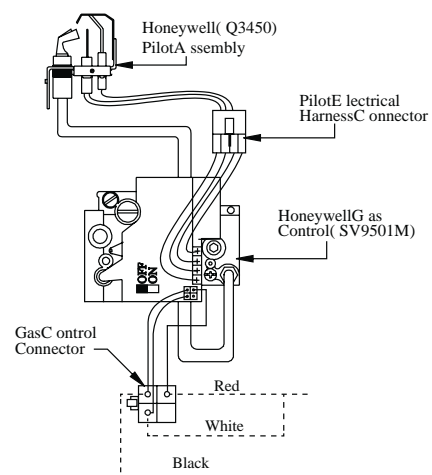 Honeywell( Q3450)
PilotA ssembly
PilotE lectrical
HarnessC onnector
HoneywellG as
Control( SV9501M)
OFF
ON
GasC ontrol
Connector
Red
White
Black